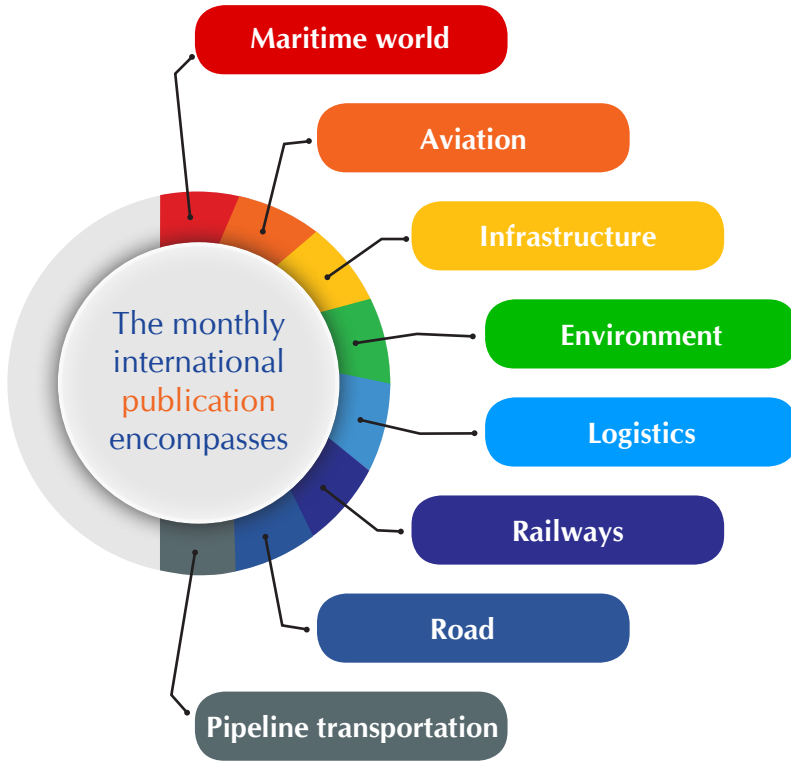 Maritime world
Aviation
Infrastructure
The monthly
international
publication
encompasses
Environment
Logistics
Railways
Road
Pipeline transportation